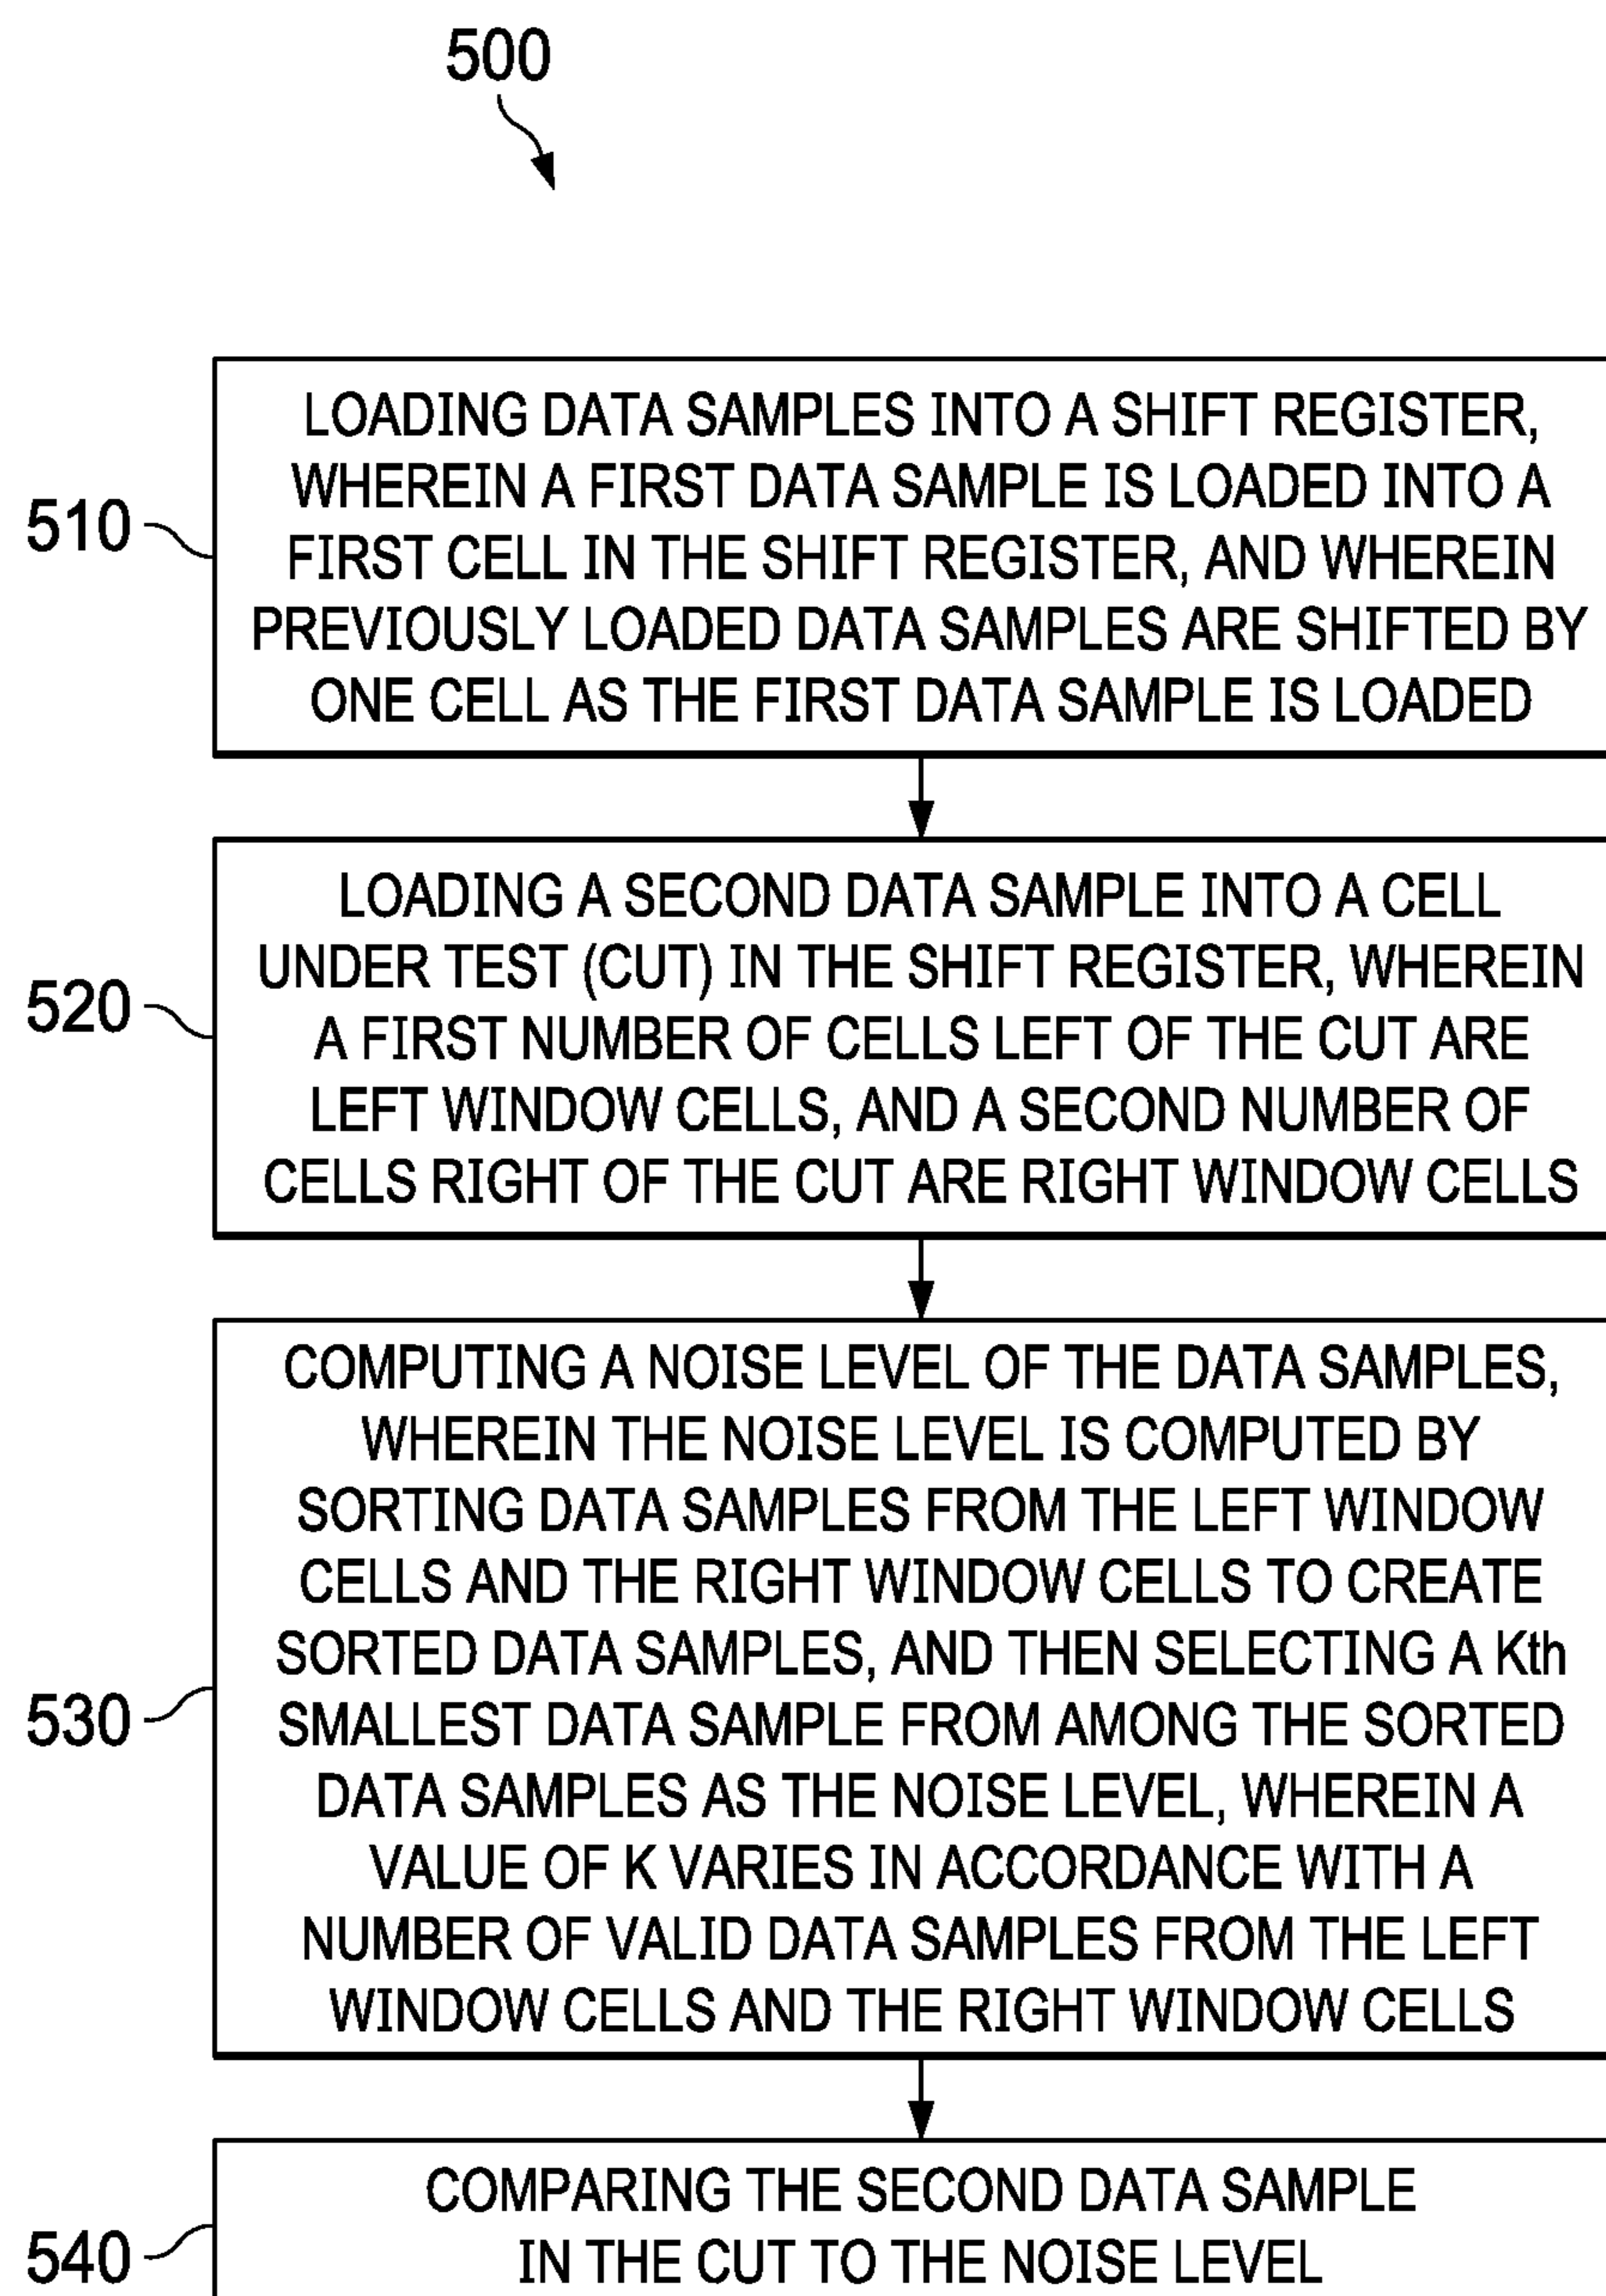 500
510
LOADING DATA SAMPLES INTO A SHIFT REGISTER,
WHEREIN A FIRST DATA SAMPLE IS LOADED INTO A
FIRST CELL IN THE SHIFT REGISTER, AND WHEREIN
PREVIOUSLY LOADED DATA SAMPLES ARE SHIFTED BY
ONE CELL AS THE FIRST DATA SAMPLE IS LOADED
520
LOADING A SECOND DATA SAMPLE INTO A CELL
UNDER TEST (CUT) IN THE SHIFT REGISTER, WHEREIN
A FIRST NUMBER OF CELLS LEFT OF THE CUT ARE
LEFT WINDOW CELLS, AND A SECOND NUMBER OF
CELLS RIGHT OF THE CUT ARE RIGHT WINDOW CELLS
530
COMPUTING A NOISE LEVEL OF THE DATA SAMPLES,
WHEREIN THE NOISE LEVEL IS COMPUTED BY
SORTING DATA SAMPLES FROM THE LEFT WINDOW
CELLS AND THE RIGHT WINDOW CELLS TO CREATE
SORTED DATA SAMPLES, AND THEN SELECTING A Kth
SMALLEST DATA SAMPLE FROM AMONG THE SORTED
DATA SAMPLES AS THE NOISE LEVEL, WHEREIN A
VALUE OF K VARIES IN ACCORDANCE WITH A
NUMBER OF VALID DATA SAMPLES FROM THE LEFT
WINDOW CELLS AND THE RIGHT WINDOW CELLS
540
COMPARING THE SECOND DATA SAMPLE
IN THE CUT TO THE NOISE LEVEL